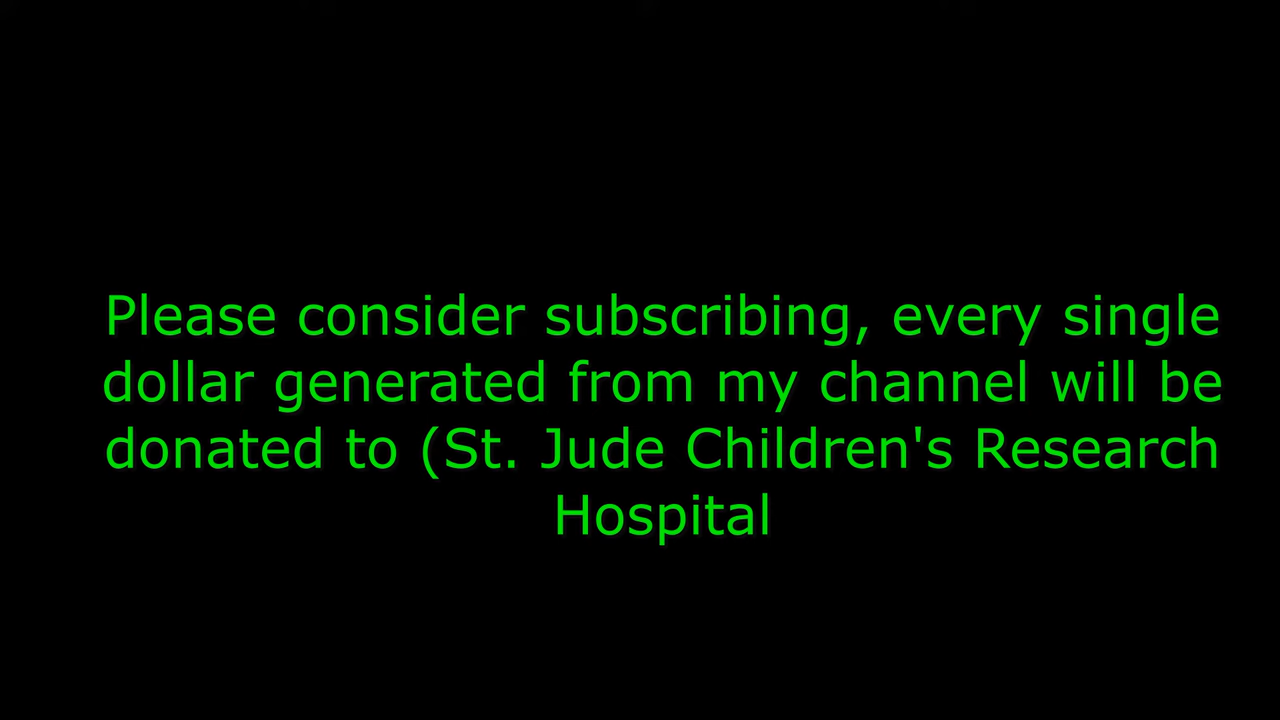 Please consider subscribing, every single
dollar generated from my channel will be
donated to (St. Jude Children's Research
Hospital